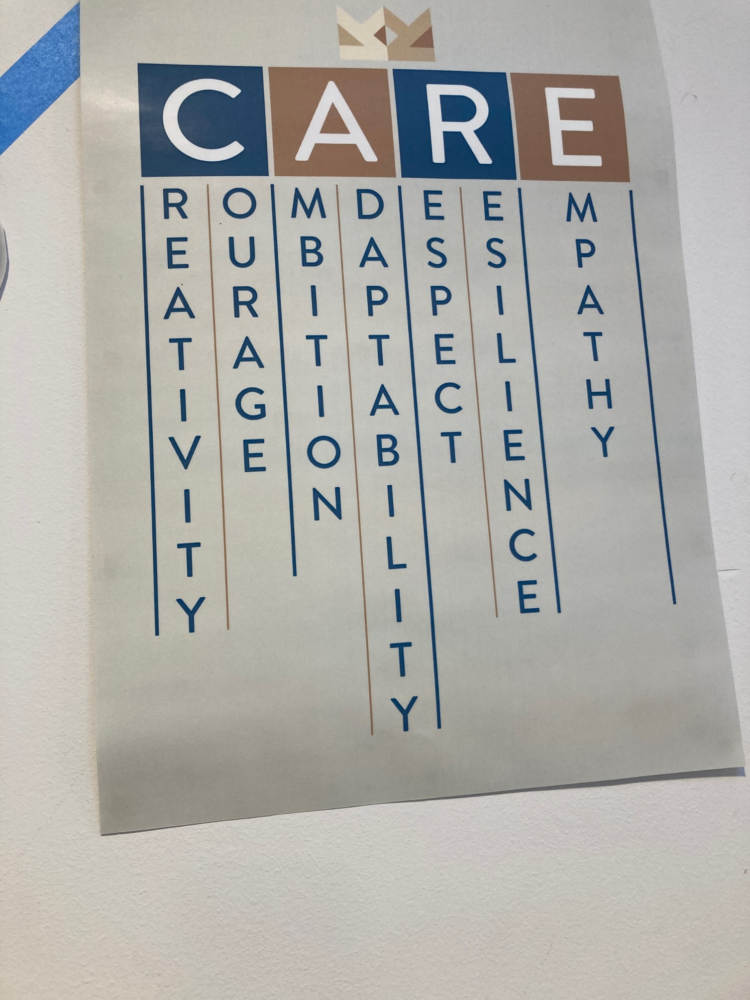 CARE
REATIVITY
OURAGE
MBITION
DAPTABILITY
ESPECT
ESILIENCE
MPATHY